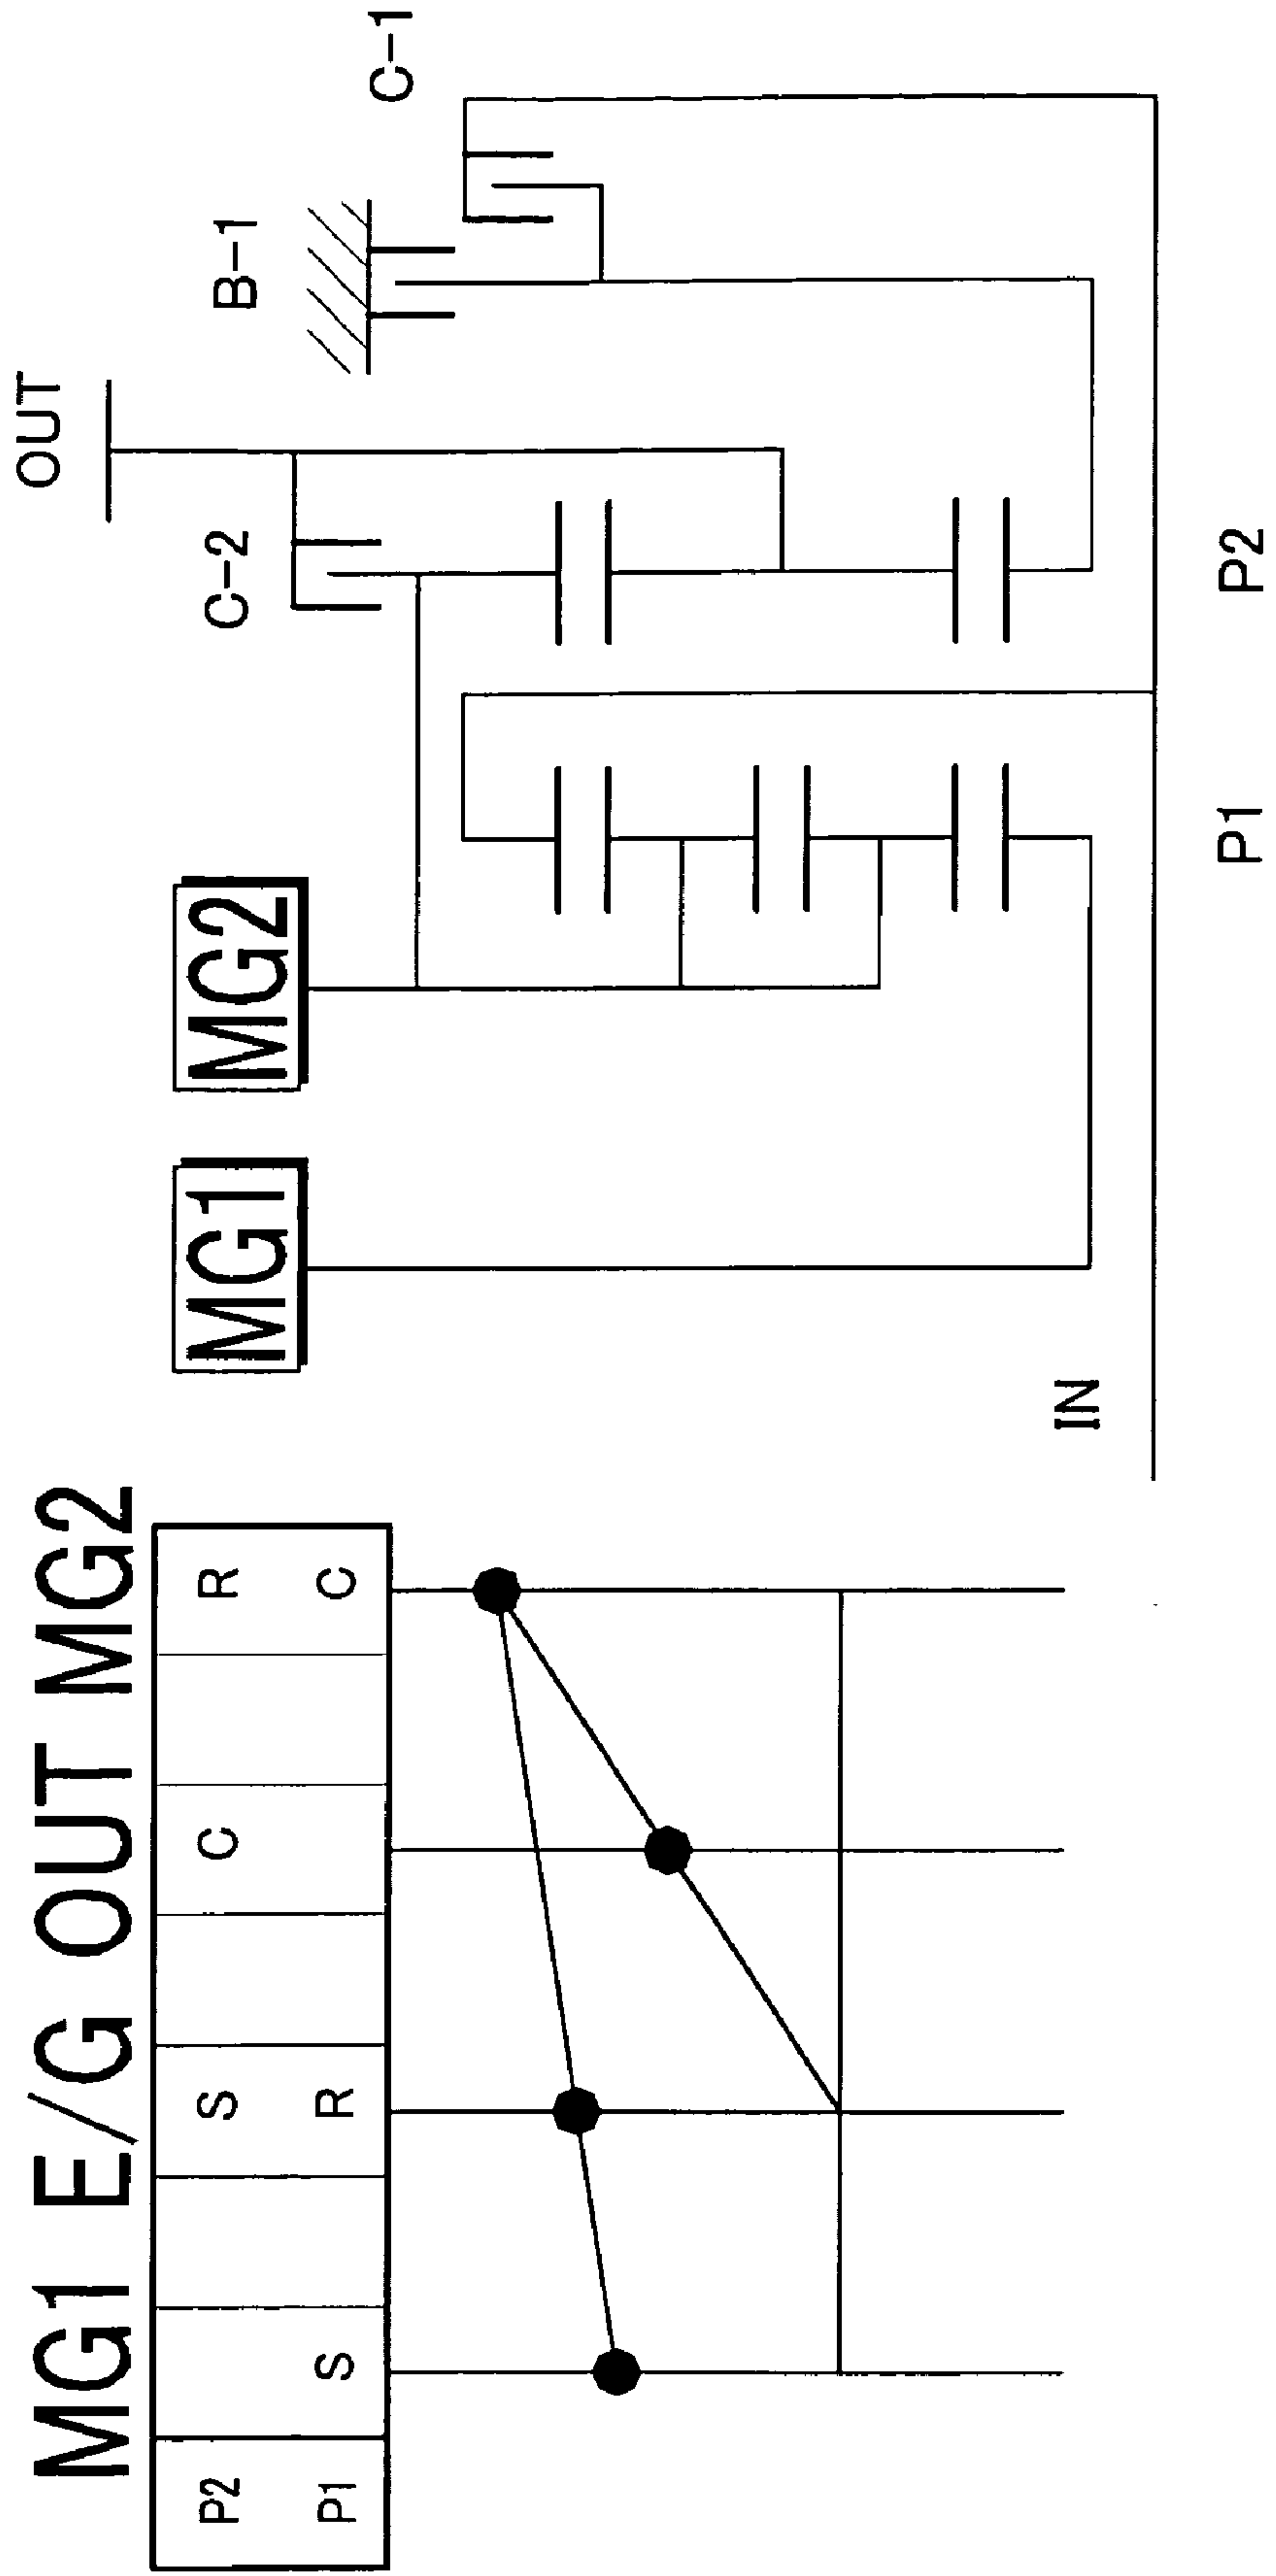 MG1 E/G OUT MG2
P2 S C R
P1 S R C
MG1
MG2
C-2
OUT
B-1
C-1
IN
P1
P2